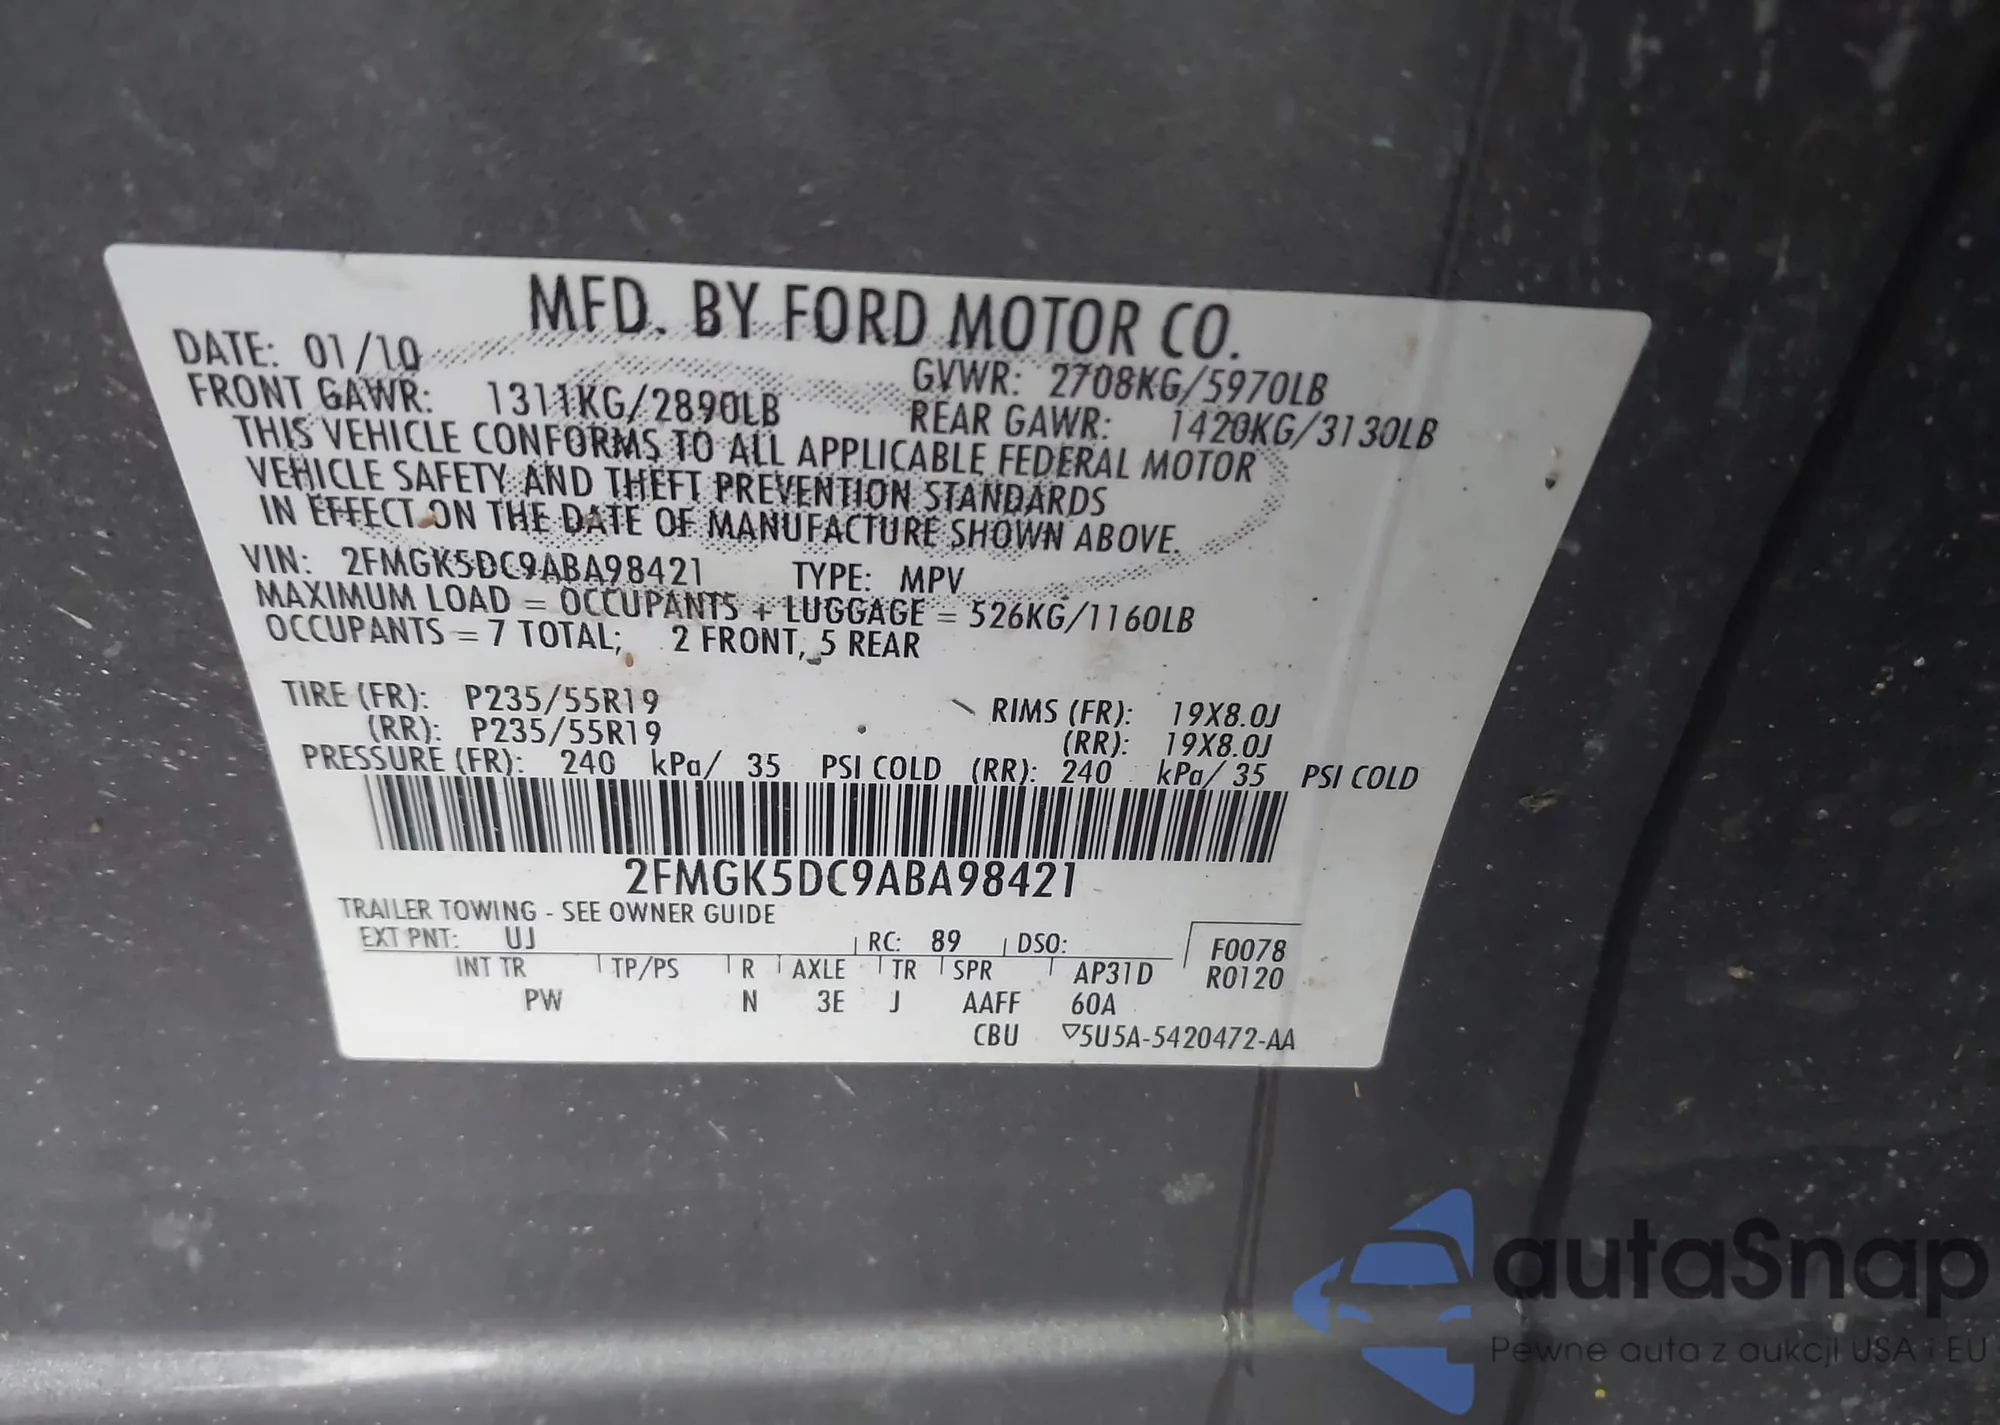 MFD. BY FORD MOTOR CO.
DATE: 01/10 GVWR: 2708KG/5970LB
FRONT GAWR: 1311KG/2890LB REAR GAWR: 1420KG/3130LB
THIS VEHICLE CONFORMS TO ALL APPLICABLE FEDERAL MOTOR
VEHICLE SAFETY AND THEFT PREVENTION STANDARDS
IN EFFECT ON THE DATE OF MANUFACTURE SHOWN ABOVE.
VIN: 2FMGK5DC9ABA98421 TYPE: MPV
MAXIMUM LOAD = OCCUPANTS + LUGGAGE = 526KG/1160LB
OCCUPANTS = 7 TOTAL; 2 FRONT, 5 REAR
TIRE (FR): P235/55R19 RIMS (FR): 19X8.0J
(RR): P235/55R19 (RR): 19X8.0J
PRESSURE (FR): 240 kPa/ 35 PSI COLD (RR): 240 kPa/ 35 PSI COLD
2FMGK5DC9ABA98421
TRAILER TOWING - SEE OWNER GUIDE
EXT PNT: UJ RC: 89 DSO: F0078
INT TR TP/PS R AXLE TR SPR AP31D R0120
PW N 3E J AAFF 60A
CBU ▽5U5A-5420472-AA
autaSnap
Pewne auta z aukcji USA i EU